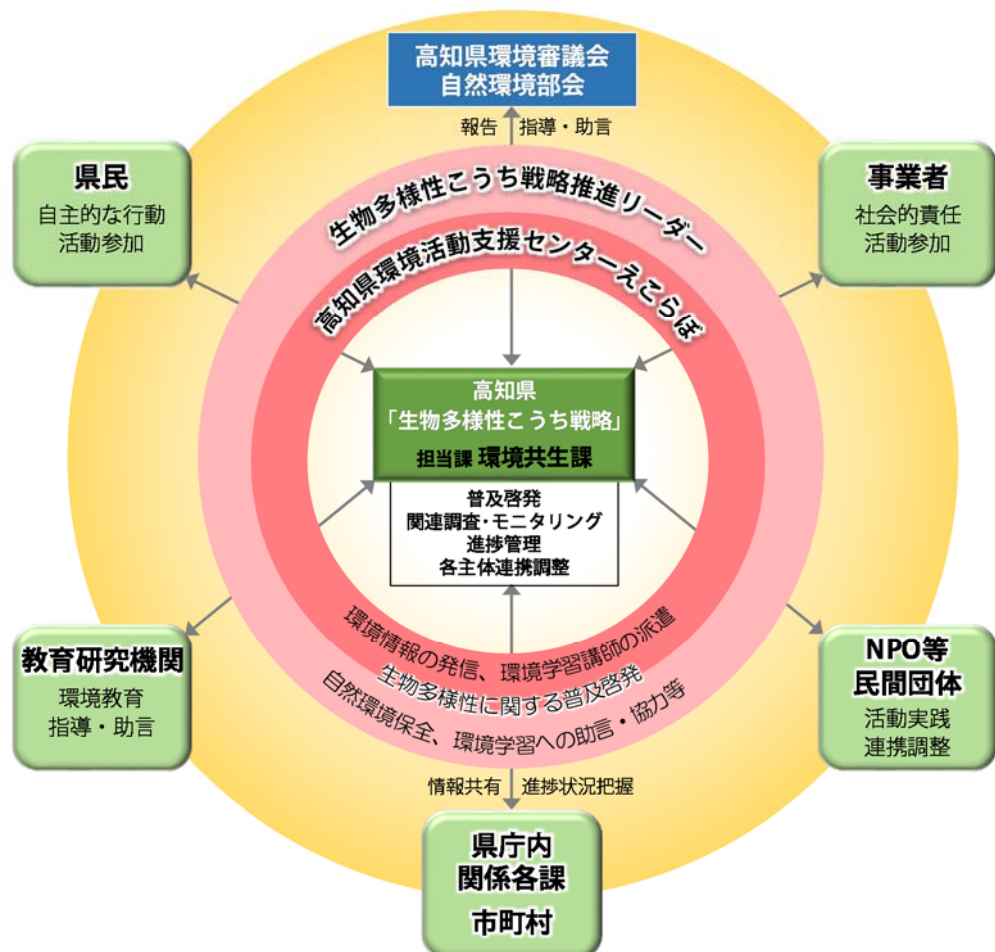 高知県環境審議会
自然環境部会
報告 指導・助言
県民
自主的な行動
活動参加
事業者
社会的責任
活動参加
生物多様性こうち戦略推進リーダー
高知県環境活動支援センターえこらぼ
高知県
「生物多様性こうち戦略」
担当課 環境共生課
普及啓発
関連調査・モニタリング
進捗管理
各主体連携調整
環境情報の発信、環境学習講師の派遣
生物多様性に関する普及啓発
自然環境保全、環境学習への助言・協力等
教育研究機関
環境教育
指導・助言
NPO等
民間団体
活動実践
連携調整
情報共有 進捗状況把握
県庁内
関係各課
市町村